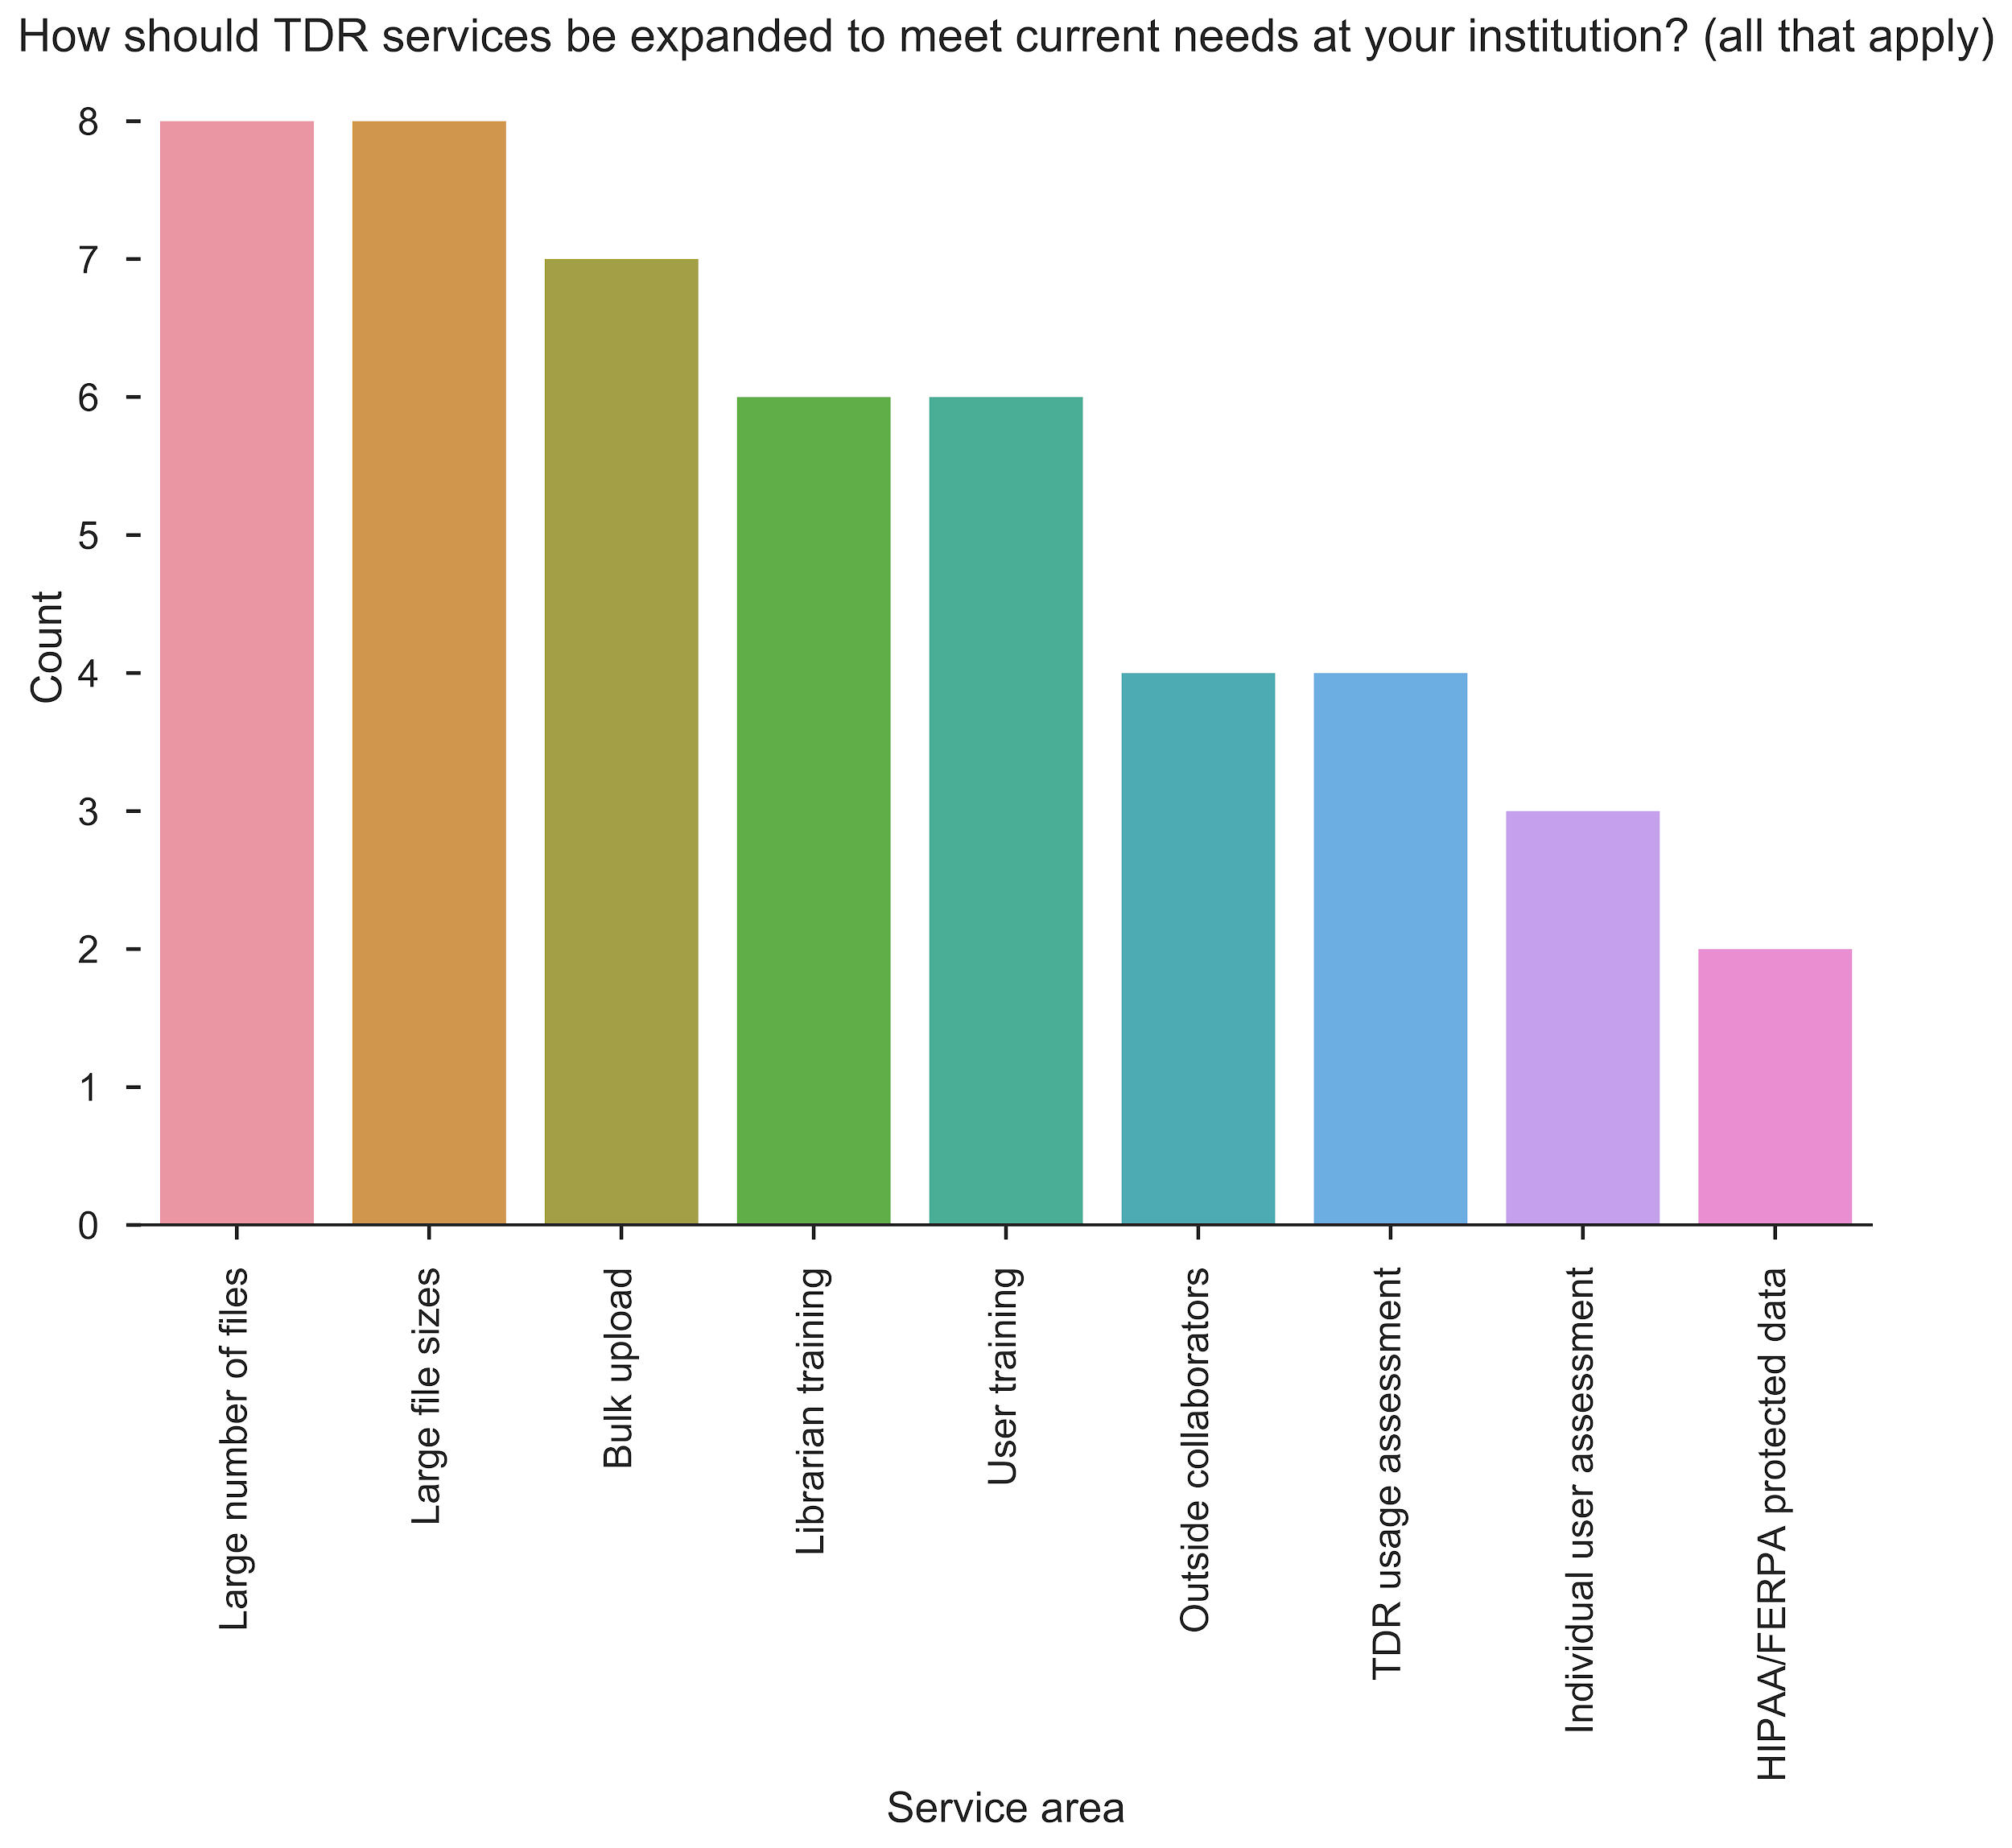 How should TDR services be expanded to meet current needs at your institution? (all that apply)
Count
8
7
6
5
4
3
2
1
0
Large number of files
Large file sizes
Bulk upload
Librarian training
User training
Outside collaborators
TDR usage assessment
Individual user assessment
HIPAA/FERPA protected data
Service area